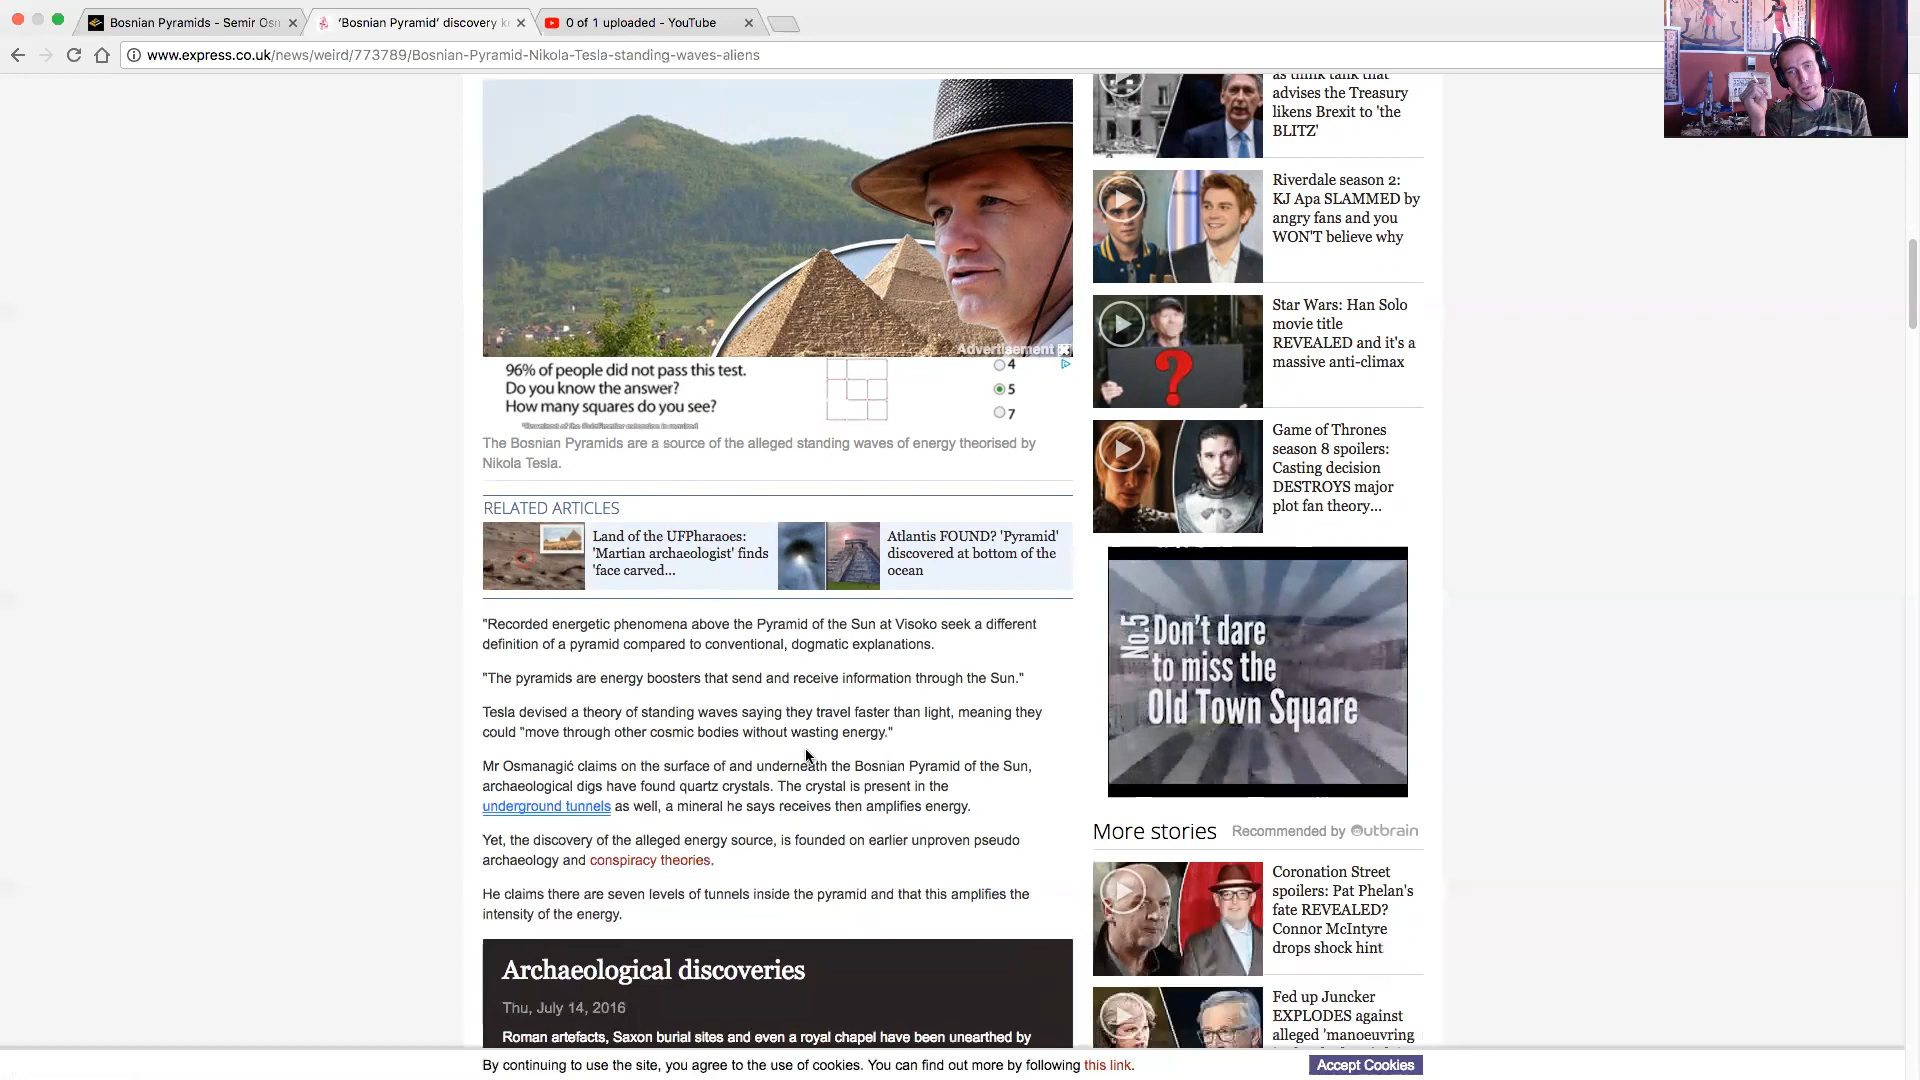 Bosnian Pyramids - Semir Osn
'Bosnian Pyramid' discovery k
0 of 1 uploaded - YouTube
www.express.co.uk/news/weird/773789/Bosnian-Pyramid-Nikola-Tesla-standing-waves-aliens
Advertisement
96% of people did not pass this test.
Do you know the answer?
How many squares do you see?
4
5
7
The Bosnian Pyramids are a source of the alleged standing waves of energy theorised by
Nikola Tesla.
RELATED ARTICLES
Land of the UFPharaoes:
'Martian archaeologist' finds
'face carved...
Atlantis FOUND? 'Pyramid'
discovered at bottom of the
ocean
"Recorded energetic phenomena above the Pyramid of the Sun at Visoko seek a different
definition of a pyramid compared to conventional, dogmatic explanations.
"The pyramids are energy boosters that send and receive information through the Sun."
Tesla devised a theory of standing waves saying they travel faster than light, meaning they
could "move through other cosmic bodies without wasting energy."
Mr Osmanagić claims on the surface of and underneath the Bosnian Pyramid of the Sun,
archaeological digs have found quartz crystals. The crystal is present in the
underground tunnels as well, a mineral he says receives then amplifies energy.
Yet, the discovery of the alleged energy source, is founded on earlier unproven pseudo
archaeology and conspiracy theories.
He claims there are seven levels of tunnels inside the pyramid and that this amplifies the
intensity of the energy.
Archaeological discoveries
Thu, July 14, 2016
Roman artefacts, Saxon burial sites and even a royal chapel have been unearthed by
as think tank that
advises the Treasury
likens Brexit to 'the
BLITZ'
Riverdale season 2:
KJ Apa SLAMMED by
angry fans and you
WON'T believe why
Star Wars: Han Solo
movie title
REVEALED and it's a
massive anti-climax
Game of Thrones
season 8 spoilers:
Casting decision
DESTROYS major
plot fan theory...
No.5
Don't dare
to miss the
Old Town Square
More stories
Recommended by Outbrain
Coronation Street
spoilers: Pat Phelan's
fate REVEALED?
Connor McIntyre
drops shock hint
Fed up Juncker
EXPLODES against
alleged 'manoeuvring
By continuing to use the site, you agree to the use of cookies. You can find out more by following this link.
Accept Cookies